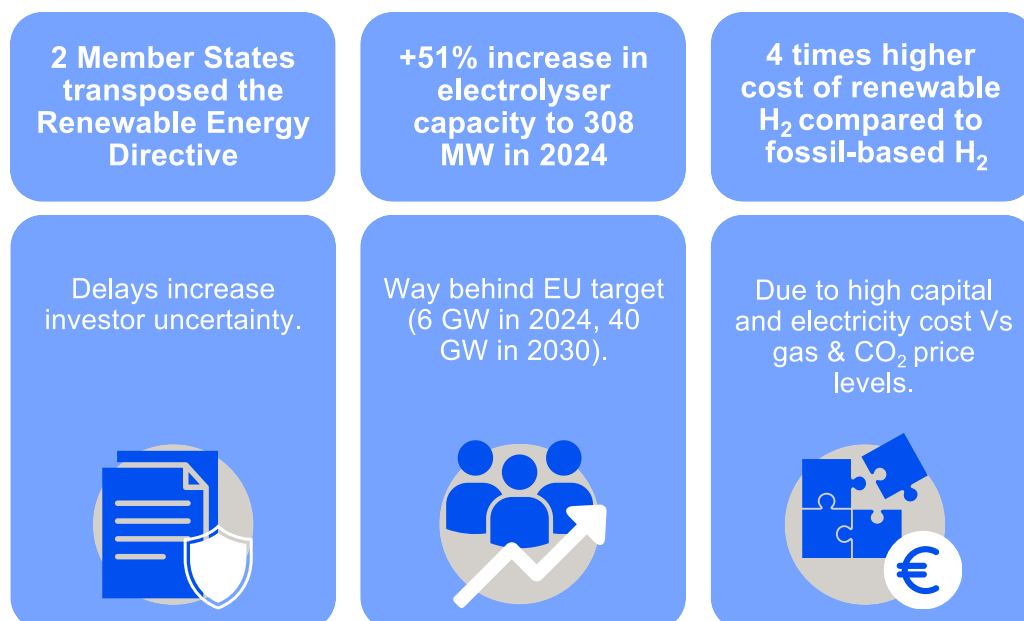 2 Member States
transposed the
Renewable Energy
Directive
+51% increase in
electrolyser
capacity to 308
MW in 2024
4 times higher
cost of renewable
H₂ compared to
fossil-based H₂
Delays increase
investor uncertainty.
Way behind EU target
(6 GW in 2024, 40
GW in 2030).
Due to high capital
and electricity cost Vs
gas & CO₂ price
levels.
€